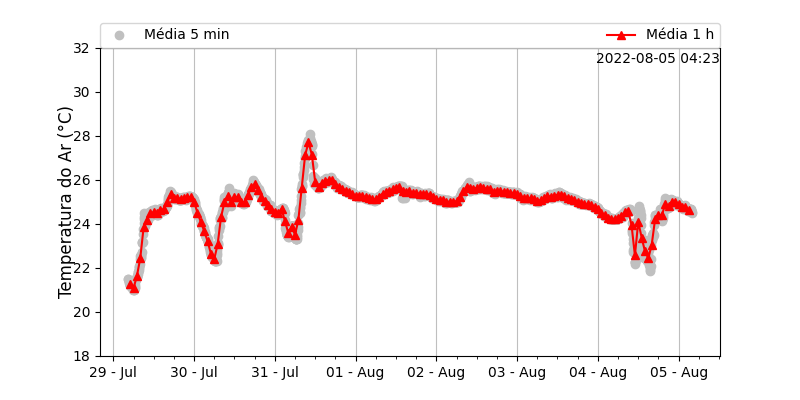 Média 5 min
Média 1 h
2022-08-05 04:23
Temperatura do Ar (°C)
32
30
28
26
24
22
20
18
29 - Jul
30 - Jul
31 - Jul
01 - Aug
02 - Aug
03 - Aug
04 - Aug
05 - Aug